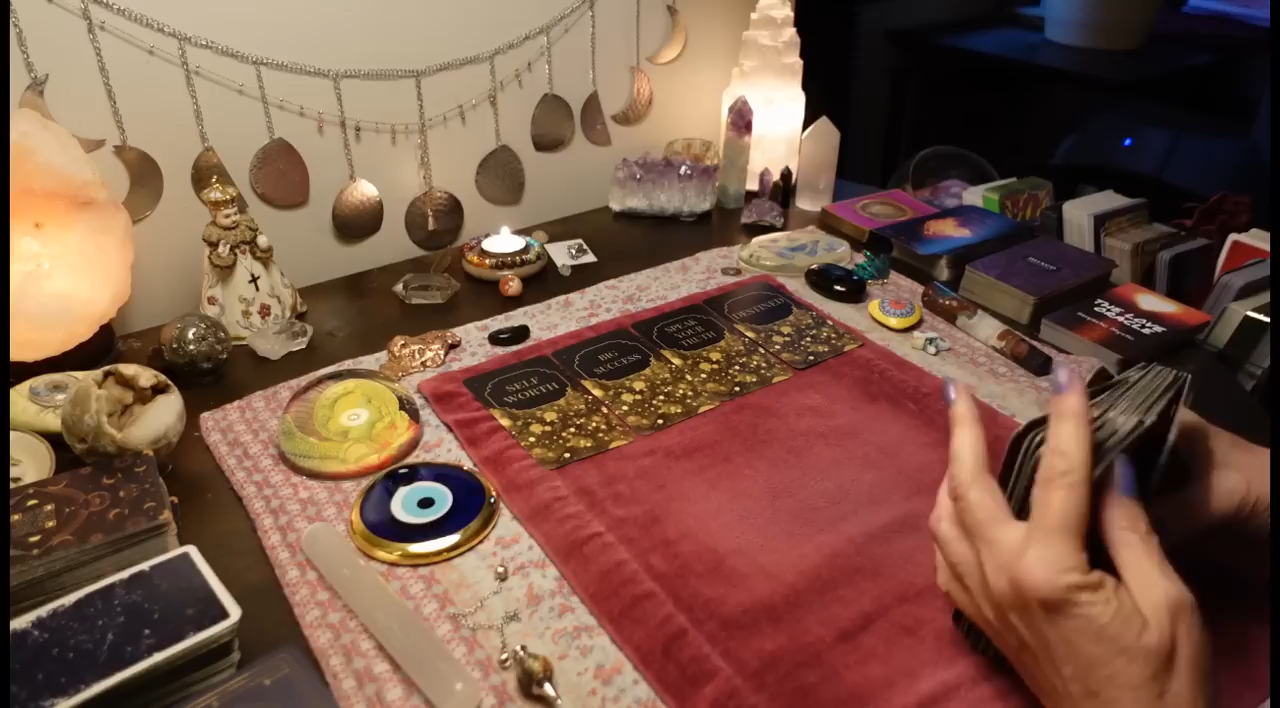 SELF
WORTH
BIG
SUCCESS
SPEAK
YOUR
TRUTH
DESTINED
THE LOVE
ORACLE